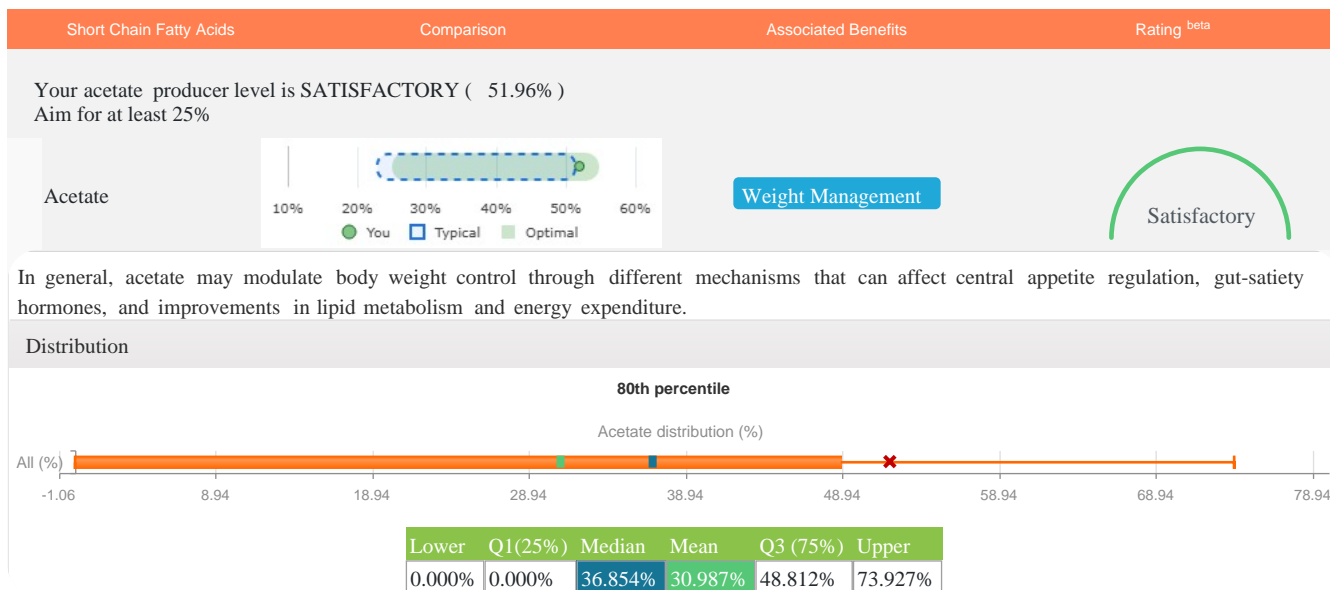 Short Chain Fatty Acids Comparison Associated Benefits Rating beta
Your acetate producer level is SATISFACTORY ( 51.96% )
Aim for at least 25%
Acetate
10% 20% 30% 40% 50% 60%
You Typical Optimal
Weight Management
Satisfactory
In general, acetate may modulate body weight control through different mechanisms that can affect central appetite regulation, gut-satiety
hormones, and improvements in lipid metabolism and energy expenditure.
Distribution
80th percentile
Acetate distribution (%)
All (%)
-1.06 8.94 18.94 28.94 38.94 48.94 58.94 68.94 78.94
Lower Q1(25%) Median Mean Q3 (75%) Upper
0.000% 0.000% 36.854% 30.987% 48.812% 73.927%